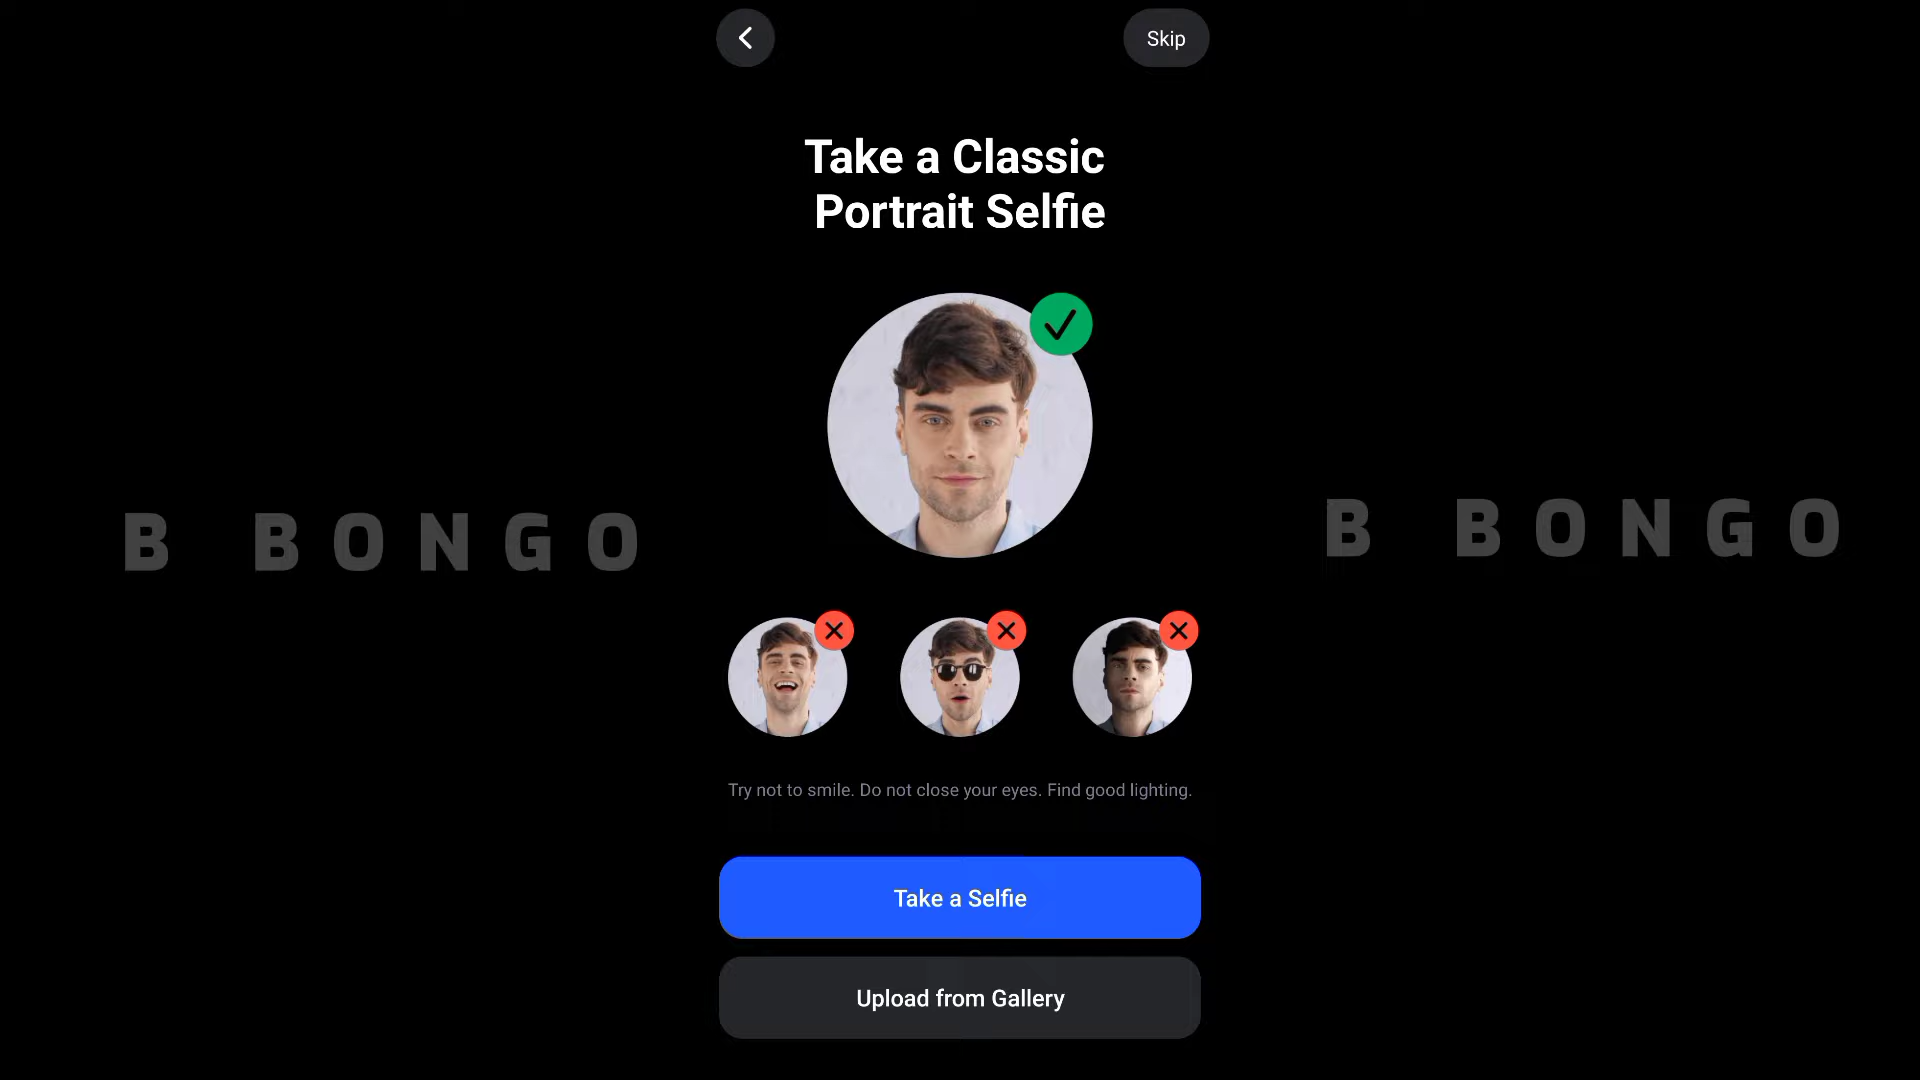 Skip
Take a Classic
Portrait Selfie
B BONGO
B BONGO
Try not to smile. Do not close your eyes. Find good lighting.
Take a Selfie
Upload from Gallery